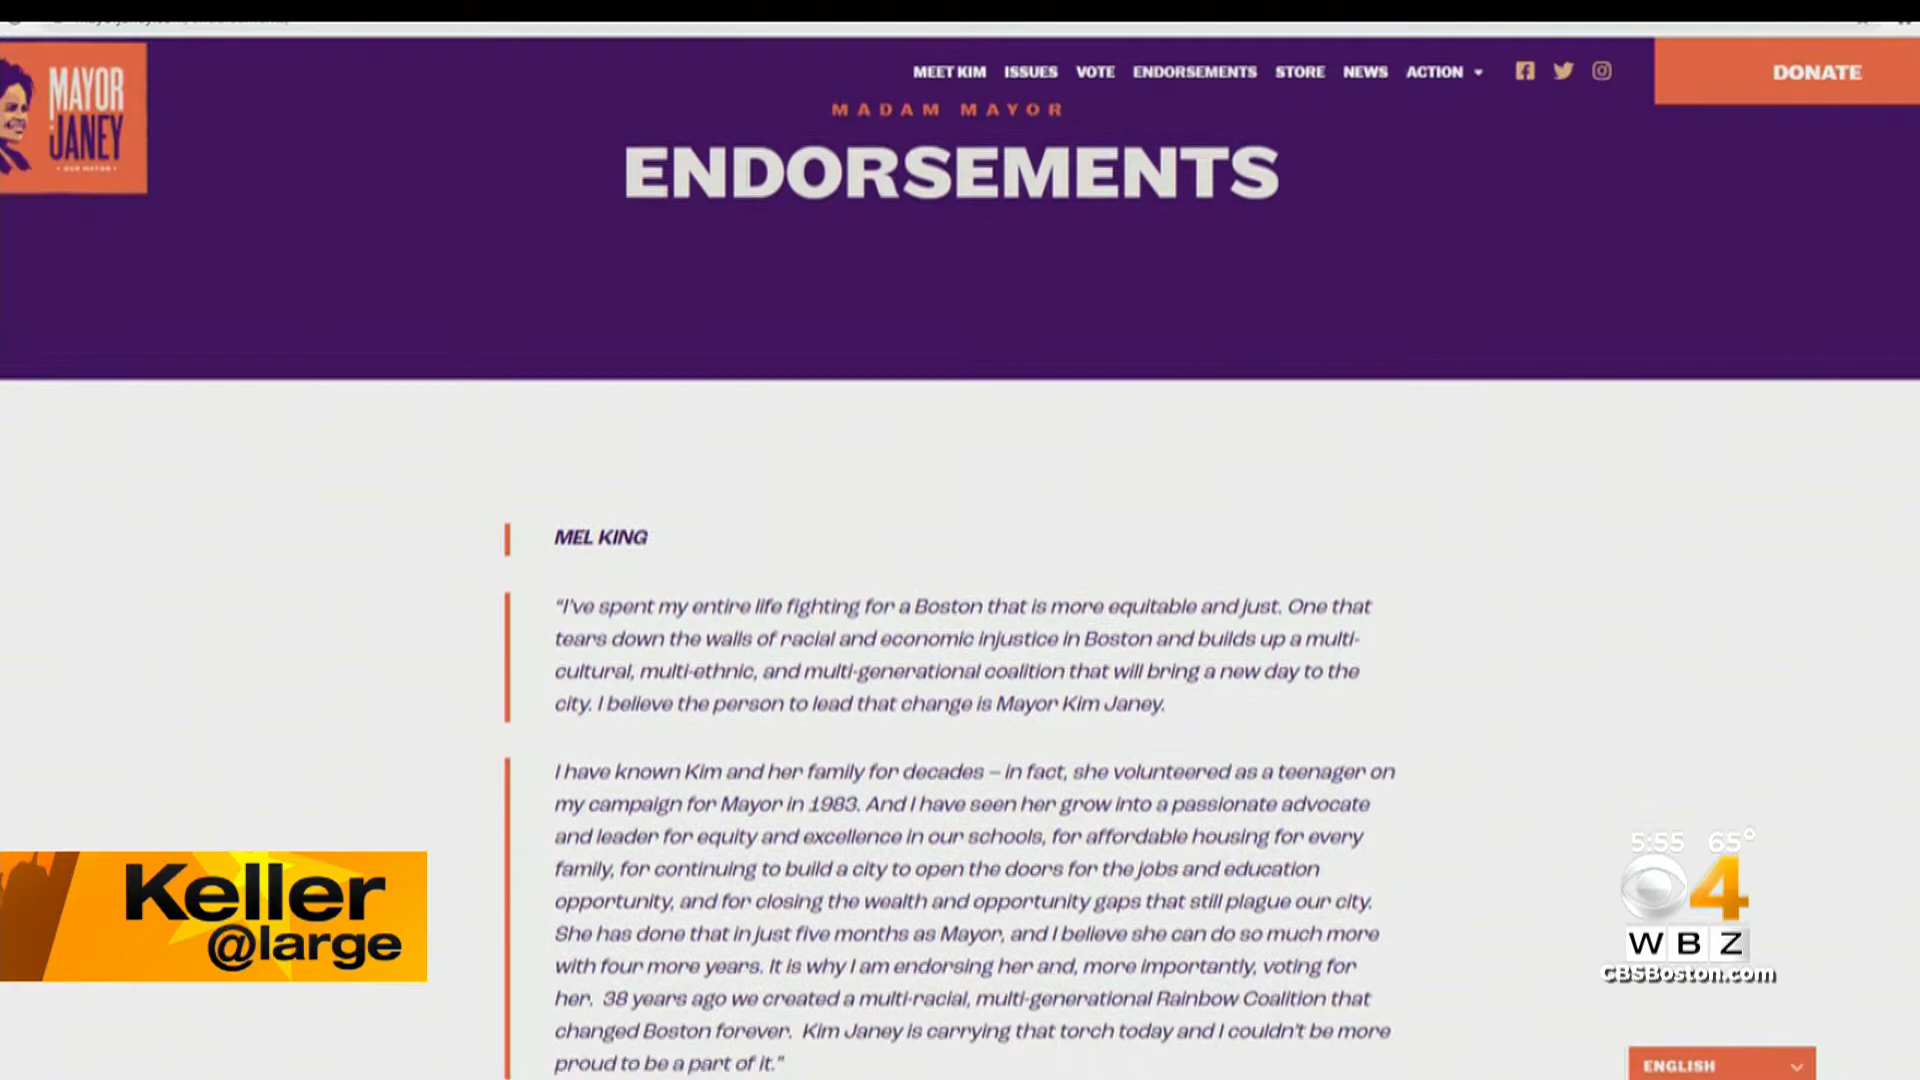 MEET KIM ISSUES VOTE ENDORSEMENTS STORE NEWS ACTION
DONATE
MAYOR
JANEY
• OUR MAYOR •
MADAM MAYOR
ENDORSEMENTS
MEL KING
“I’ve spent my entire life fighting for a Boston that is more equitable and just. One that
tears down the walls of racial and economic injustice in Boston and builds up a multi-
cultural, multi-ethnic, and multi-generational coalition that will bring a new day to the
city. I believe the person to lead that change is Mayor Kim Janey.
I have known Kim and her family for decades – in fact, she volunteered as a teenager on
my campaign for Mayor in 1983. And I have seen her grow into a passionate advocate
and leader for equity and excellence in our schools, for affordable housing for every
family, for continuing to build a city to open the doors for the jobs and education
opportunity, and for closing the wealth and opportunity gaps that still plague our city.
She has done that in just five months as Mayor, and I believe she can do so much more
with four more years. It is why I am endorsing her and, more importantly, voting for
her. 38 years ago we created a multi-racial, multi-generational Rainbow Coalition that
changed Boston forever. Kim Janey is carrying that torch today and I couldn’t be more
proud to be a part of it.”
Keller
@large
5:55 65°
4
WBZ
CBSBoston.com
ENGLISH